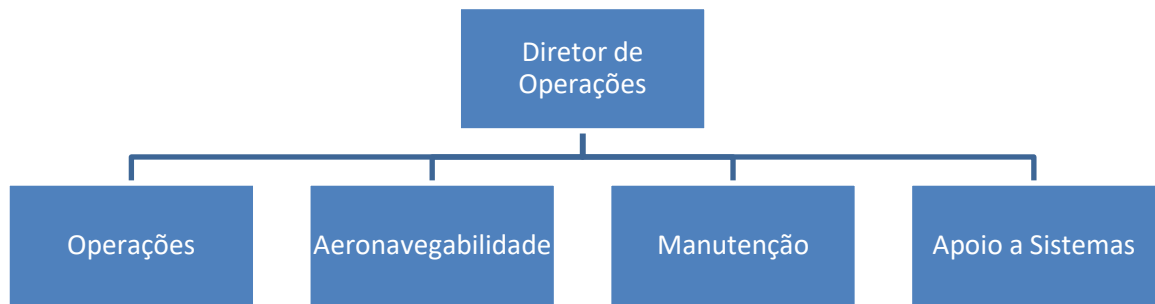 Diretor de
Operações
Operações
Aeronavegabilidade
Manutenção
Apoio a Sistemas